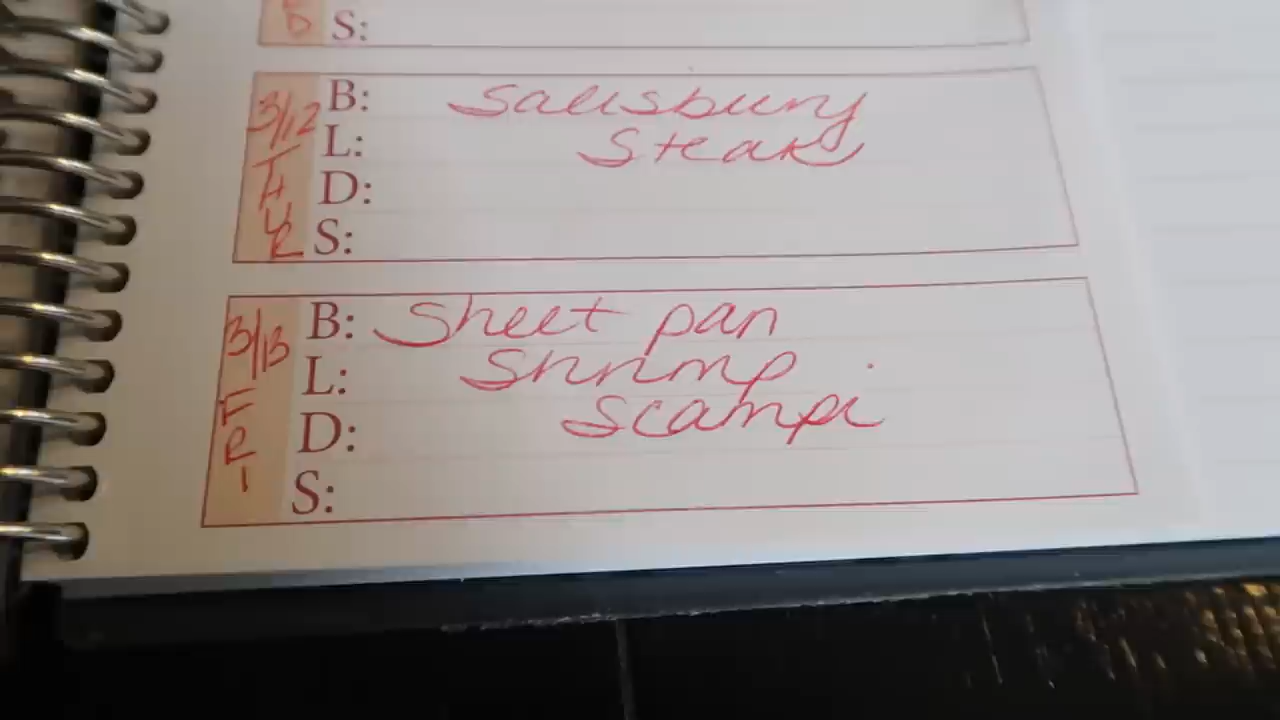 D S:
3/12 B: Salisbury
L: Steak
THUR
D:
S:
3/13 B: Sheet pan
L: Shrimp
FRI
D: Scampi
S: